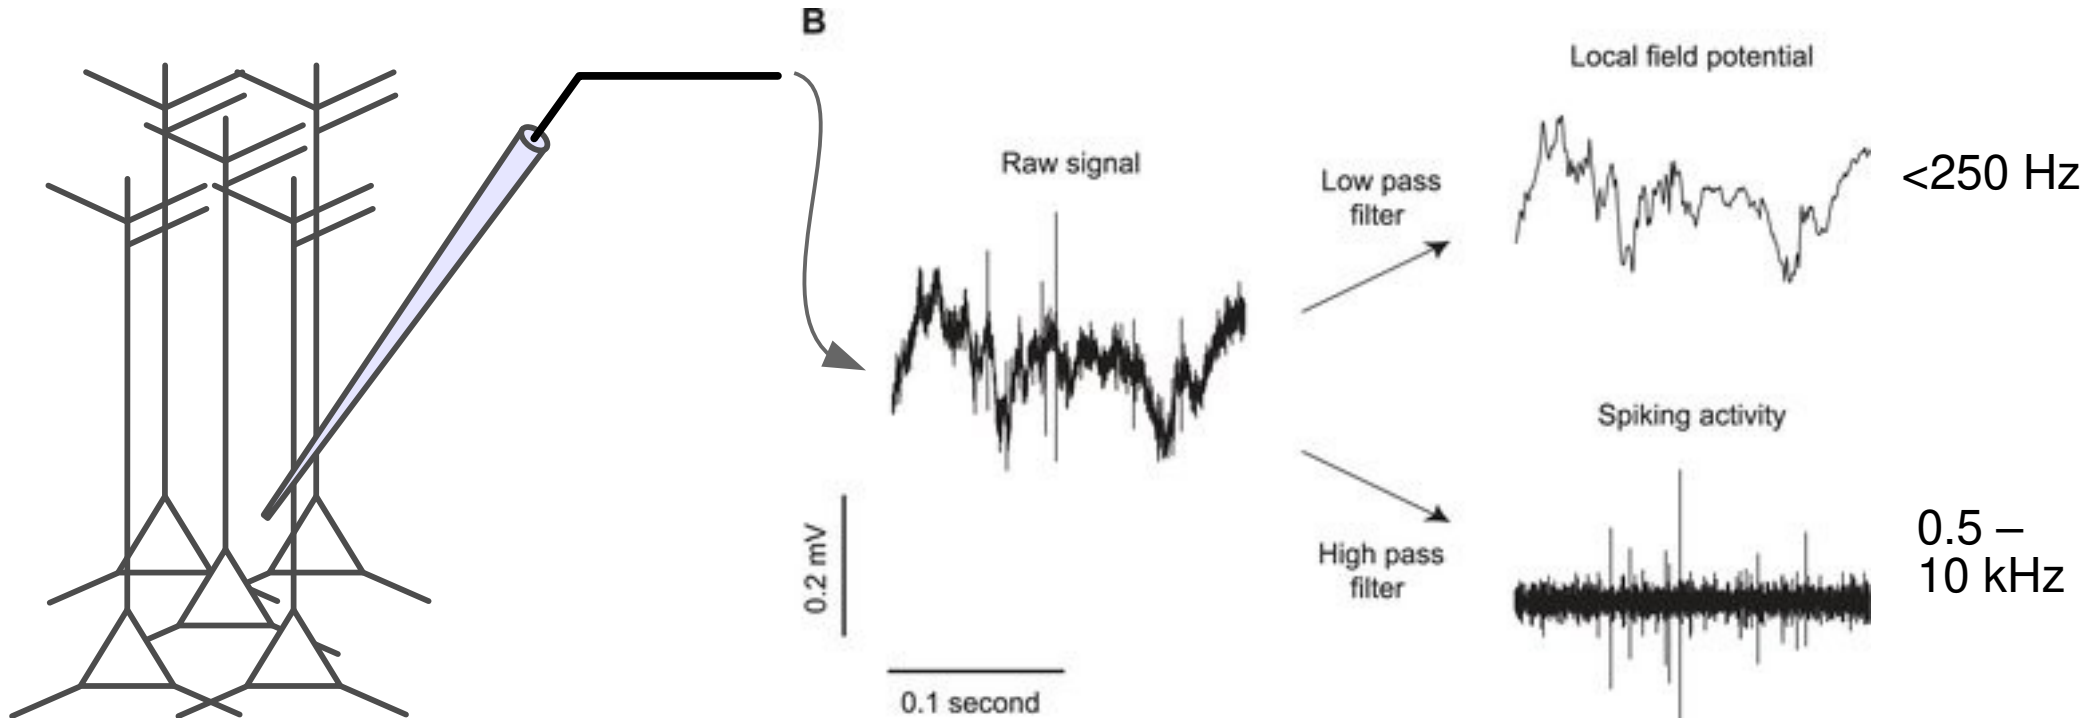 B
Raw signal
0.2 mV
0.1 second
Low pass
filter
High pass
filter
Local field potential
<250 Hz
Spiking activity
0.5 –
10 kHz